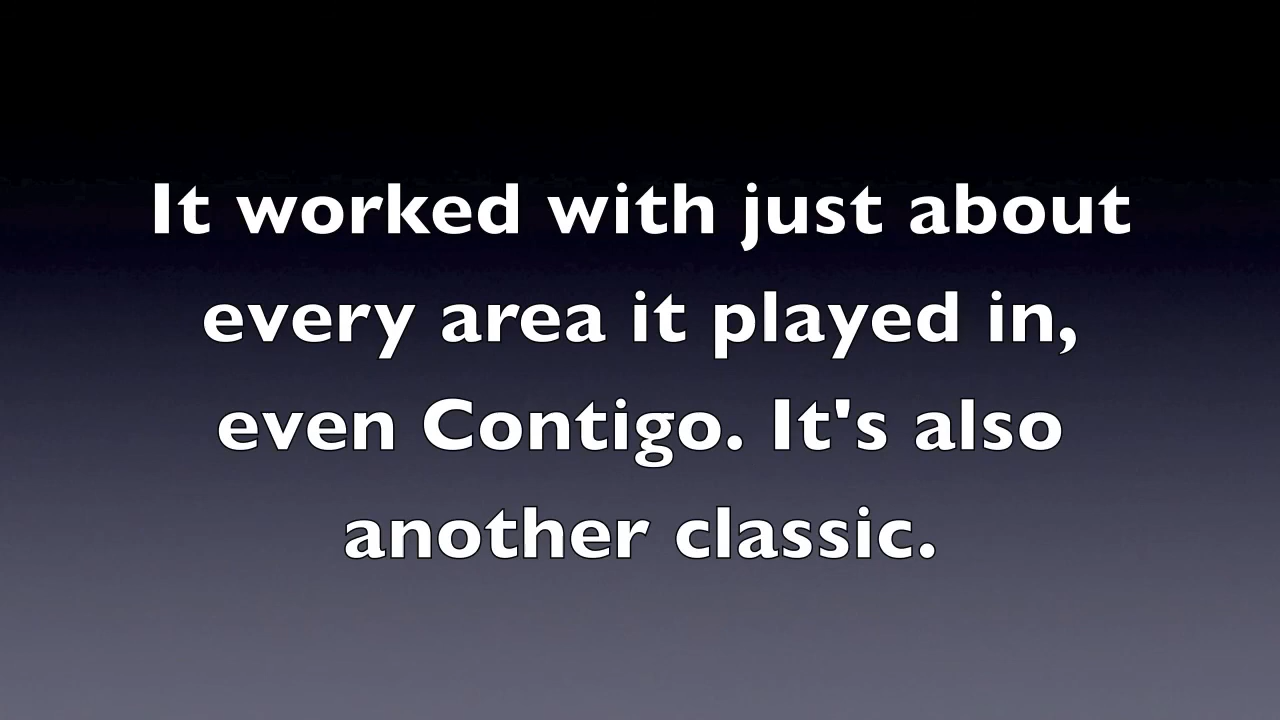 It worked with just about
every area it played in,
even Contigo. It's also
another classic.